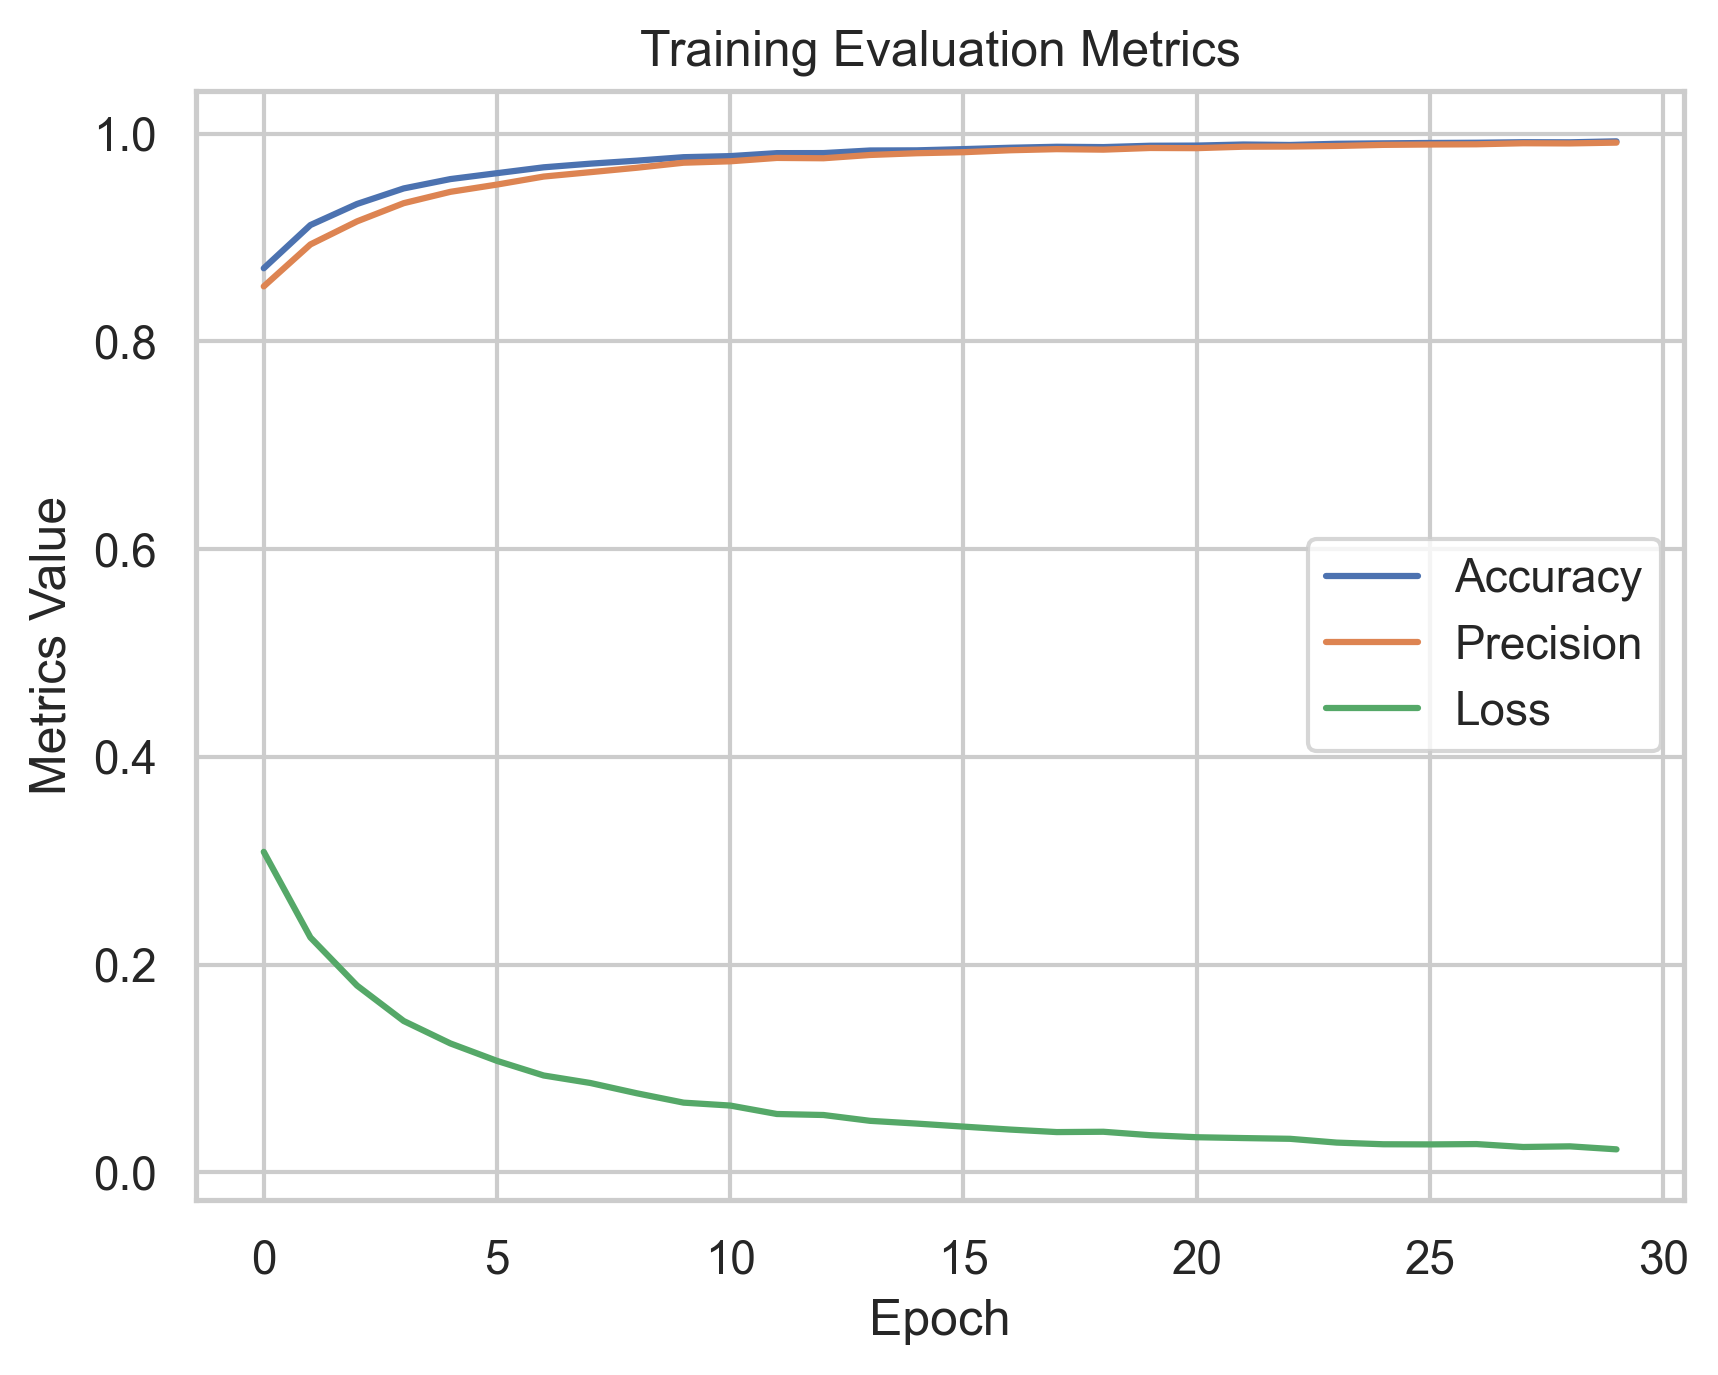 Training Evaluation Metrics
1.0
0.8
0.6
0.4
0.2
0.0
Metrics Value
Accuracy
Precision
Loss
0 5 10 15 20 25 30
Epoch